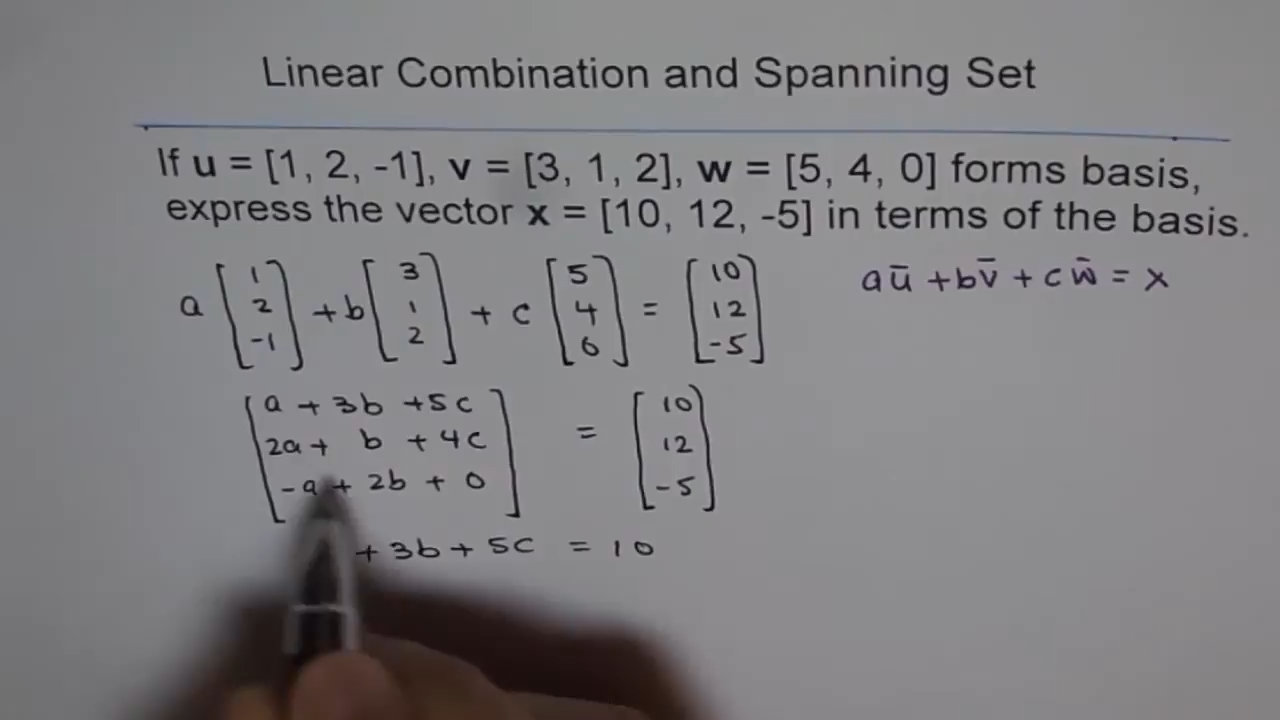 Linear Combination and Spanning Set
If u = [1, 2, -1], v = [3, 1, 2], w = [5, 4, 0] forms basis,
express the vector x = [10, 12, -5] in terms of the basis.
a [1 2 -1] + b [3 1 2] + c [5 4 0] = [10 12 -5]
aū + bv̄ + cw̄ = x
[a + 3b + 5c
2a + b + 4c
-a + 2b + 0] = [10 12 -5]
+ 3b + 5c = 10